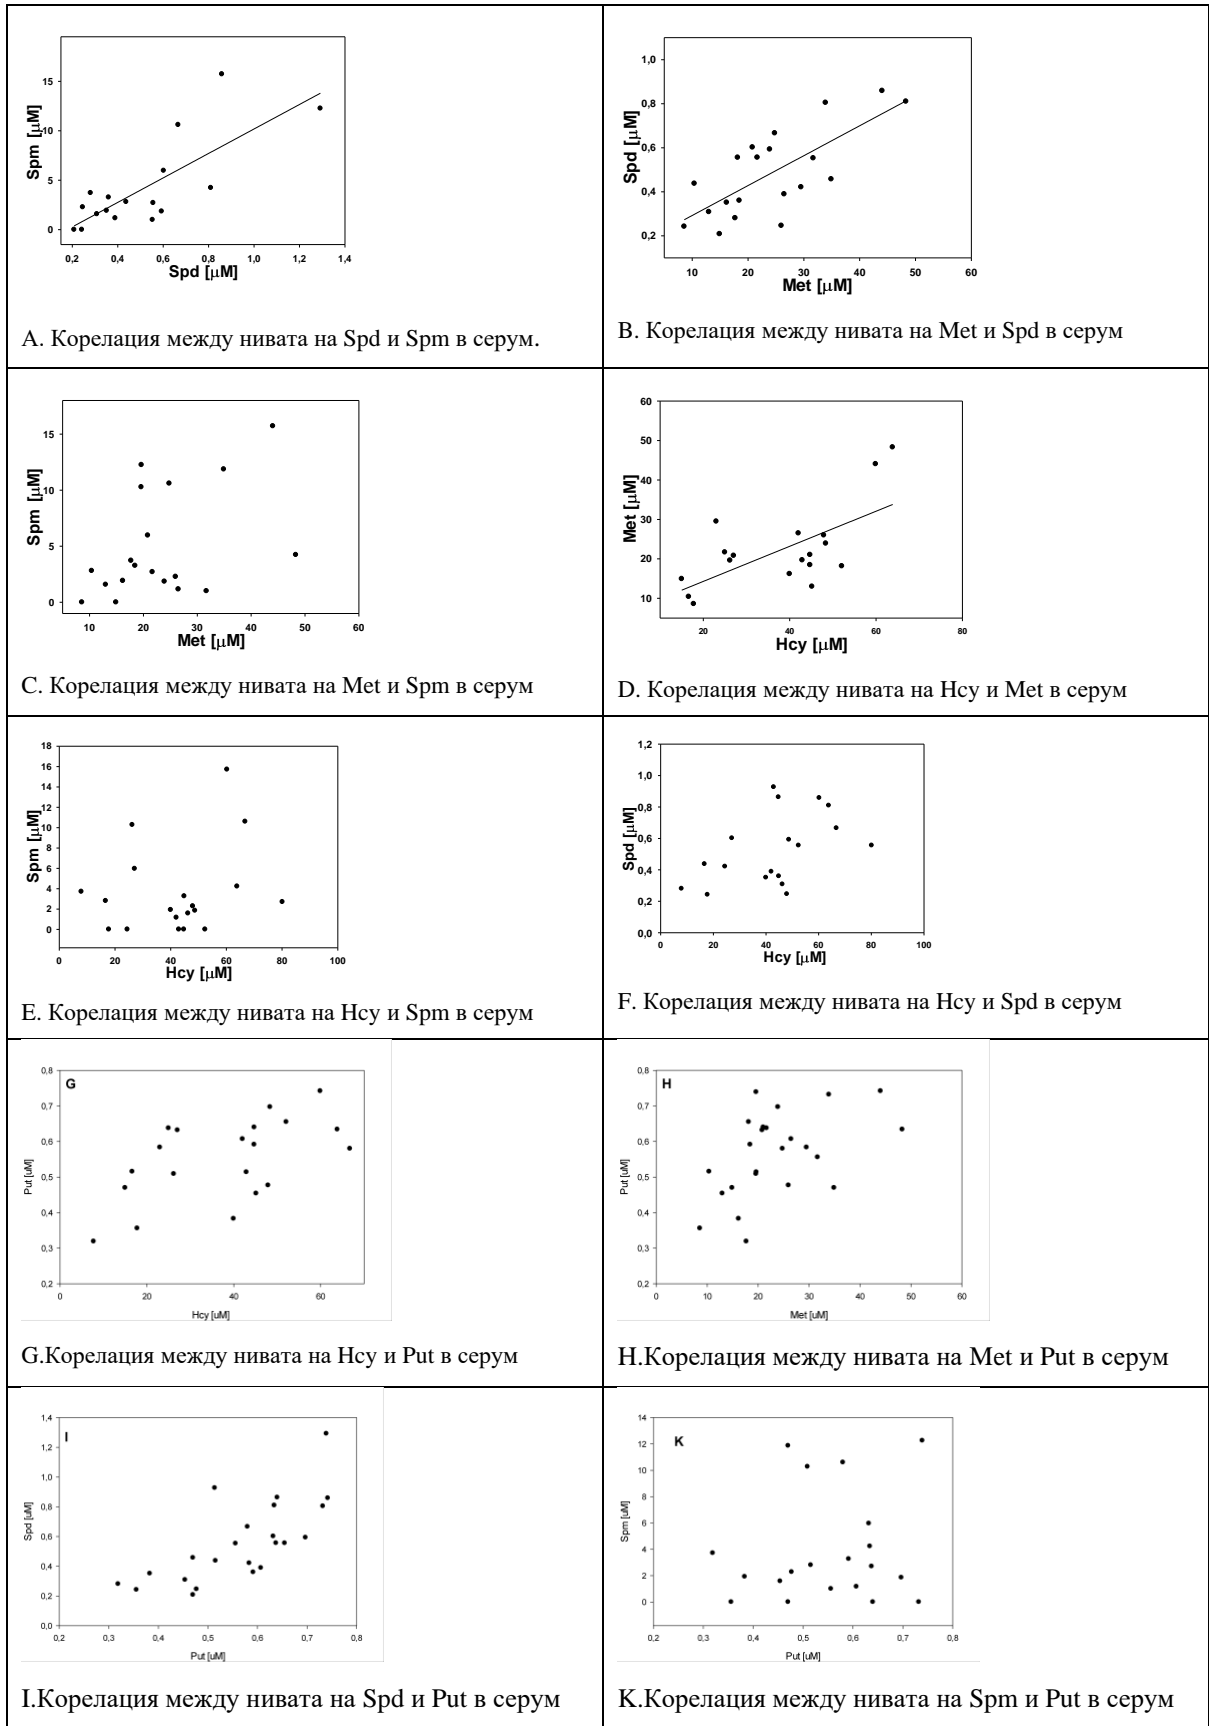 15
10
5
0
Spm [μM]
0,2 0,4 0,6 0,8 1,0 1,2 1,4
Spd [μM]
A. Корелация между нивата на Spd и Spm в серум.
1,0
0,8
0,6
0,4
0,2
Spd [μM]
10 20 30 40 50 60
Met [μM]
B. Корелация между нивата на Met и Spd в серум
15
10
5
0
Spm [μM]
10 20 30 40 50 60
Met [μM]
C. Корелация между нивата на Met и Spm в серум
60
50
40
30
20
10
Met [μM]
20 40 60 80
Hcy [μM]
D. Корелация между нивата на Hcy и Met в серум
18
16
14
12
10
8
6
4
2
0
Spm [μM]
0 20 40 60 80 100
Hcy [μM]
E. Корелация между нивата на Hcy и Spm в серум
1,2
1,0
0,8
0,6
0,4
0,2
0,0
Spd [μM]
0 20 40 60 80 100
Hcy [μM]
F. Корелация между нивата на Hcy и Spd в серум
G
0,8
0,7
0,6
0,5
0,4
0,3
0,2
Put [uM]
0 20 40 60
Hcy [uM]
G.Корелация между нивата на Hcy и Put в серум
H
0,8
0,7
0,6
0,5
0,4
0,3
0,2
Put [uM]
0 10 20 30 40 50 60
Met [uM]
H.Корелация между нивата на Met и Put в серум
I
1,4
1,2
1,0
0,8
0,6
0,4
0,2
0,0
Spd [uM]
0,2 0,3 0,4 0,5 0,6 0,7 0,8
Put [uM]
I.Корелация между нивата на Spd и Put в серум
K
14
12
10
8
6
4
2
0
Spm [uM]
0,2 0,3 0,4 0,5 0,6 0,7 0,8
Put [uM]
K.Корелация между нивата на Spm и Put в серум